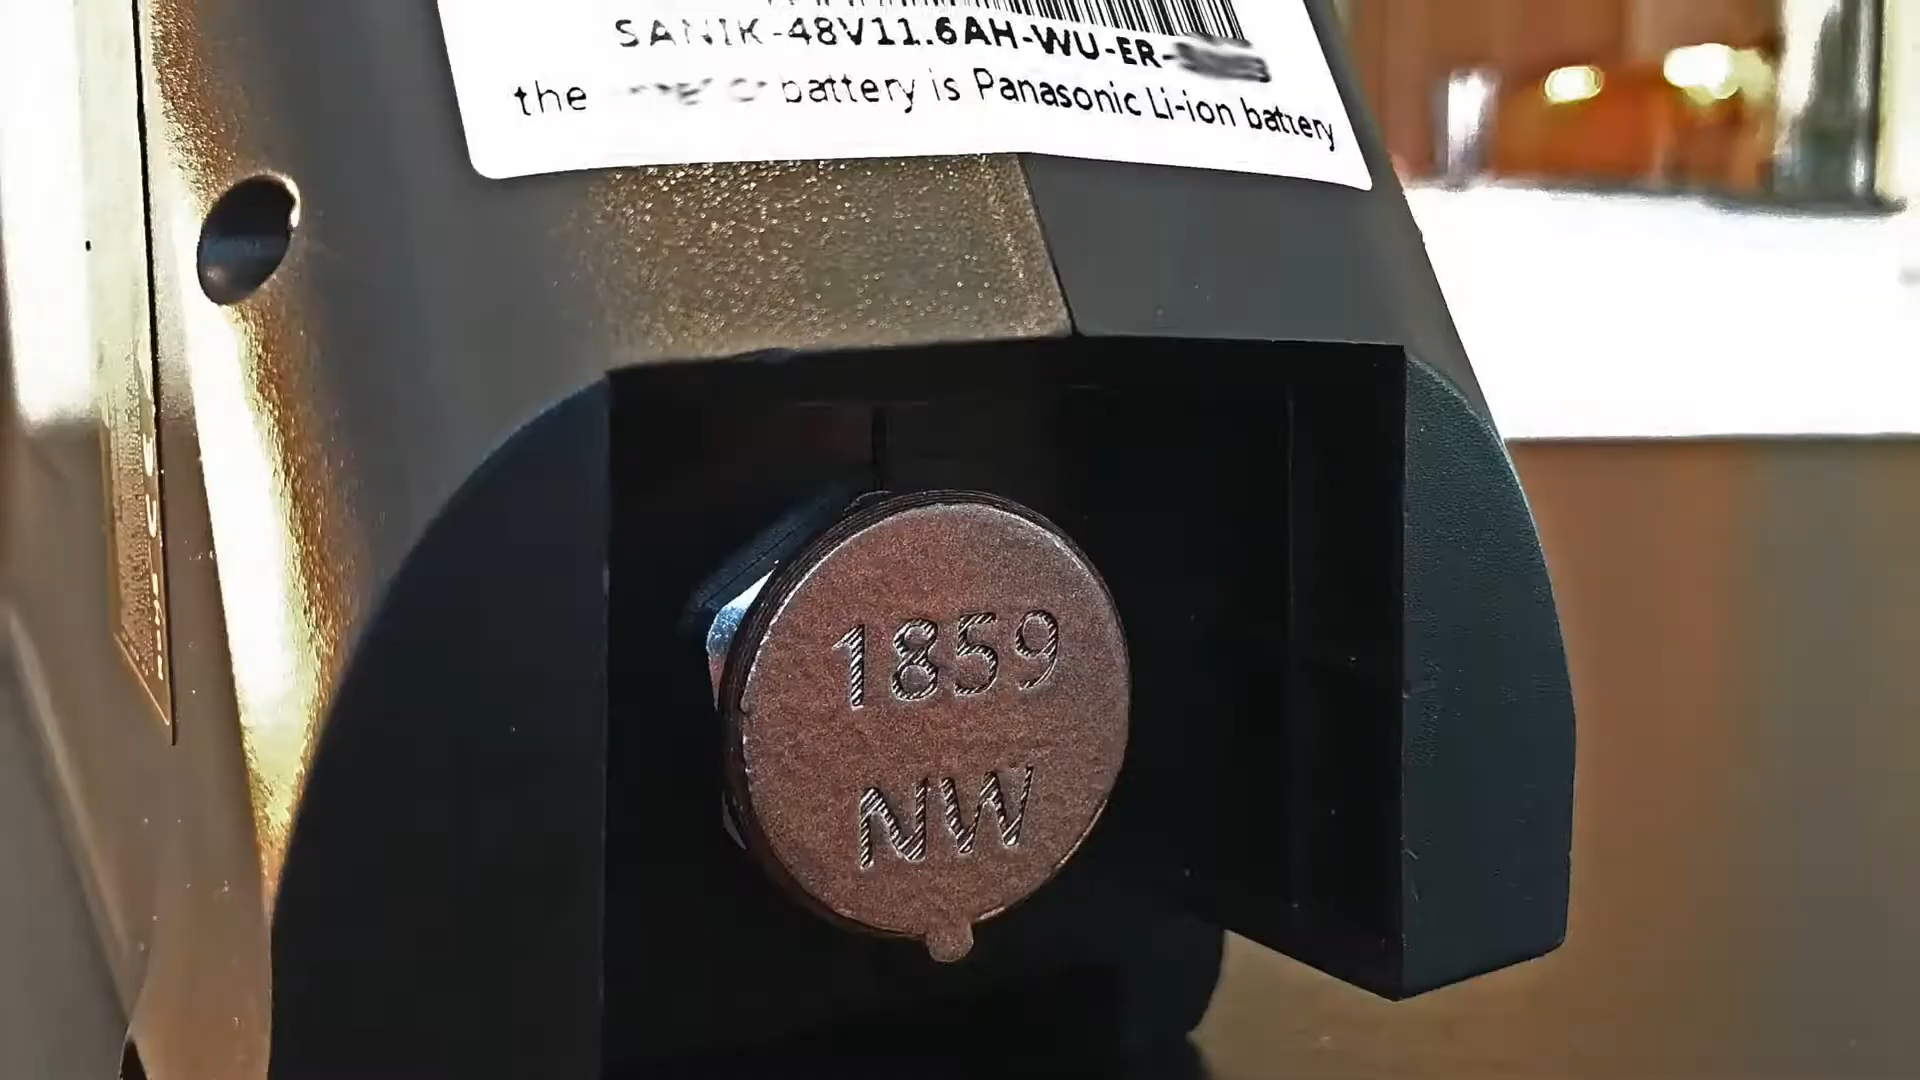 SANIK-48V11.6AH-WU-ER-
the battery is Panasonic Li-ion battery
1859
NW